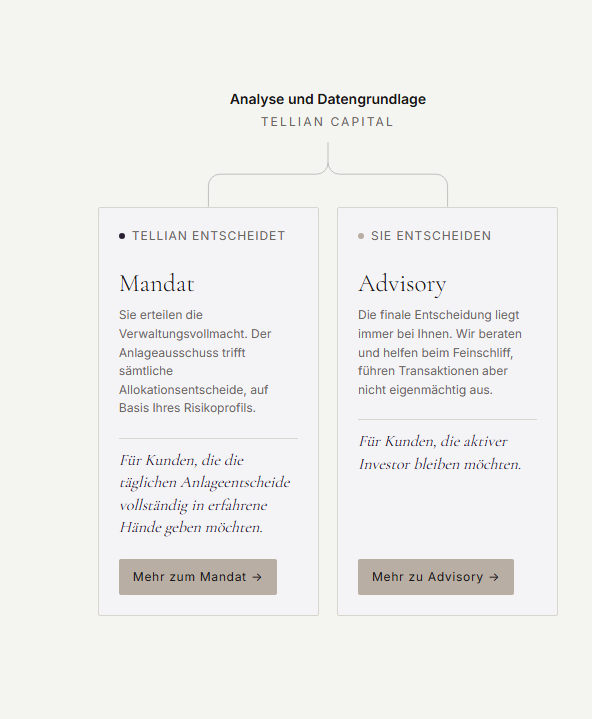 Analyse und Datengrundlage
TELLIAN CAPITAL
TELLIAN ENTSCHEIDET
Mandat
Sie erteilen die
Verwaltungsvollmacht. Der
Anlageausschuss trifft
sämtliche
Allokationsentscheide, auf
Basis Ihres Risikoprofils.
Für Kunden, die die
täglichen Anlageentscheide
vollständig in erfahrene
Hände geben möchten.
Mehr zum Mandat →
SIE ENTSCHEIDEN
Advisory
Die finale Entscheidung liegt
immer bei Ihnen. Wir beraten
und helfen beim Feinschliff,
führen Transaktionen aber
nicht eigenmächtig aus.
Für Kunden, die aktiver
Investor bleiben möchten.
Mehr zu Advisory →